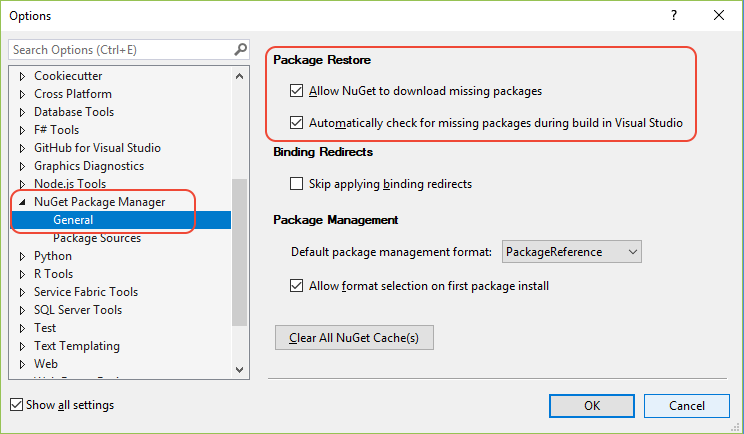 Options
Search Options (Ctrl+E)
Cookiecutter
Cross Platform
Database Tools
F# Tools
GitHub for Visual Studio
Graphics Diagnostics
Node.js Tools
NuGet Package Manager
General
Package Sources
Python
R Tools
Service Fabric Tools
SQL Server Tools
Test
Text Templating
Web
Show all settings
Package Restore
Allow NuGet to download missing packages
Automatically check for missing packages during build in Visual Studio
Binding Redirects
Skip applying binding redirects
Package Management
Default package management format: PackageReference
Allow format selection on first package install
Clear All NuGet Cache(s)
OK
Cancel